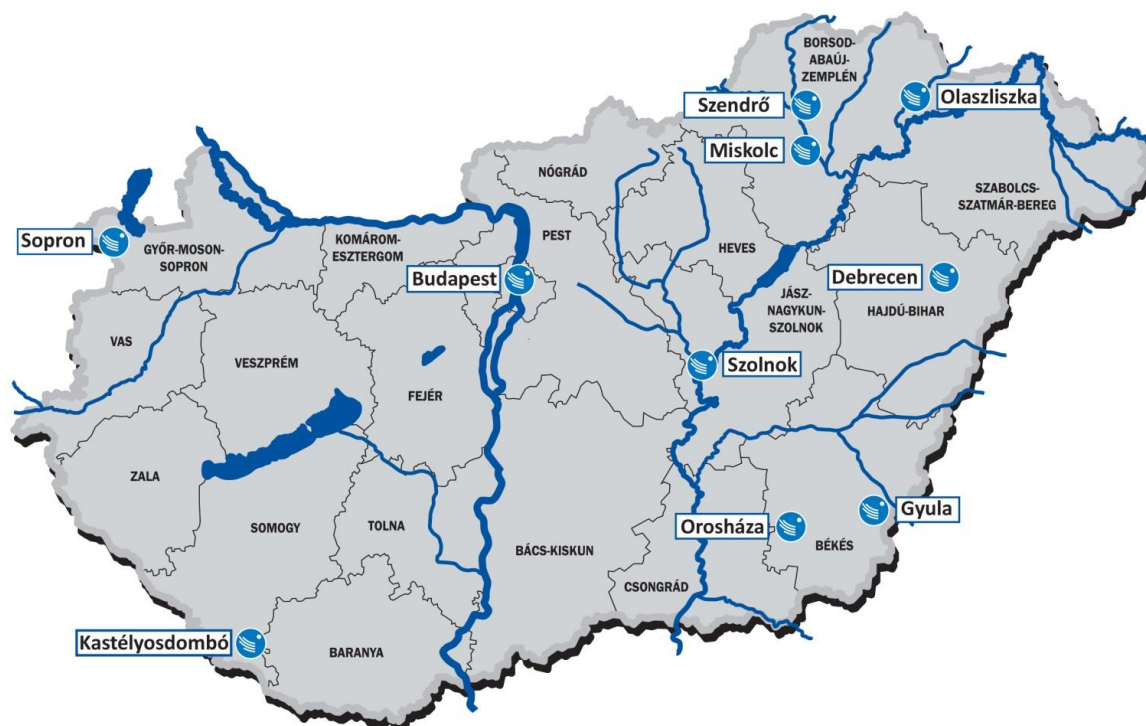 BORSOD-
ABAÚJ-
ZEMPLÉN
Szendrő
Olaszliszka
Miskolc
NÓGRÁD
SZABOLCS-
SZATMÁR-BEREG
Sopron
GYŐR-MOSON-
SOPRON
KOMÁROM-
ESZTERGOM
PEST
HEVES
Budapest
Debrecen
JÁSZ-
NAGYKUN-
SZOLNOK
HAJDÚ-BIHAR
VAS
VESZPRÉM
FEJÉR
Szolnok
ZALA
SOMOGY
TOLNA
BÁCS-KISKUN
Orosháza
Gyula
BÉKÉS
CSONGRÁD
Kastélyosdombó
BARANYA